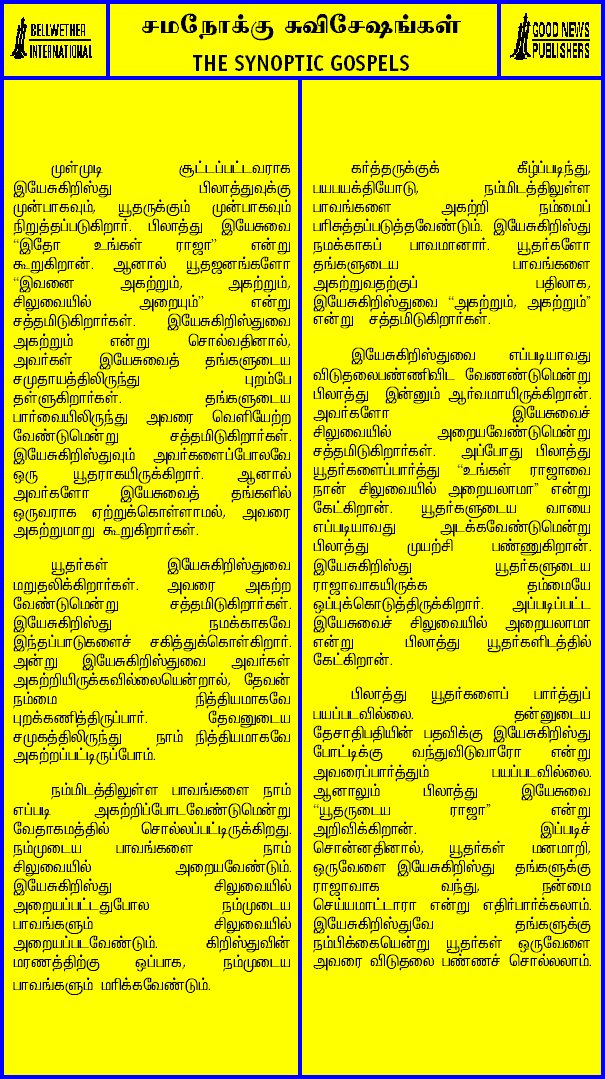 BELLWETHER
INTERNATIONAL
சமநோக்கு சுவிசேஷங்கள்
THE SYNOPTIC GOSPELS
GOOD NEWS
PUBLISHERS
முள்முடி சூட்டப்பட்டவராக
இயேசுகிறிஸ்து பிலாத்துவுக்கு
முன்பாகவும், யூதருக்கும் முன்பாகவும்
நிறுத்தப்படுகிறார். பிலாத்து இயேசுவை
“இதோ உங்கள் ராஜா” என்று
கூறுகிறான். ஆனால் யூதஜனங்களோ
“இவனை அகற்றும், அகற்றும்,
சிலுவையில் அறையும்” என்று
சத்தமிடுகிறார்கள். இயேசுகிறிஸ்துவை
அகற்றும் என்று சொல்வதினால்,
அவர்கள் இயேசுவைத் தங்களுடைய
சமுதாயத்திலிருந்து புறம்பே
தள்ளுகிறார்கள். தங்களுடைய
பார்வையிலிருந்து அவரை வெளியேற்ற
வேண்டுமென்று சத்தமிடுகிறார்கள்.
இயேசுகிறிஸ்துவும் அவர்களைப்போலவே
ஒரு யூதராகயிருக்கிறார். ஆனால்
அவர்களோ இயேசுவைத் தங்களில்
ஒருவராக ஏற்றுக்கொள்ளாமல், அவரை
அகற்றுமாறு கூறுகிறார்கள்.
யூதர்கள் இயேசுகிறிஸ்துவை
மறுதலிக்கிறார்கள். அவரை அகற்ற
வேண்டுமென்று சத்தமிடுகிறார்கள்.
இயேசுகிறிஸ்து நமக்காகவே
இந்தப்பாடுகளைச் சகித்துக்கொள்கிறார்.
அன்று இயேசுகிறிஸ்துவை அவர்கள்
அகற்றியிருக்கவில்லையென்றால், தேவன்
நம்மை நித்தியமாகவே
புறக்கணித்திருப்பார். தேவனுடைய
சமுகத்திலிருந்து நாம் நித்தியமாகவே
அகற்றப்பட்டிருப்போம்.
நம்மிடத்திலுள்ள பாவங்களை நாம்
எப்படி அகற்றிப்போடவேண்டுமென்று
வேதாகமத்தில் சொல்லப்பட்டிருக்கிறது.
நம்முடைய பாவங்களை நாம்
சிலுவையில் அறையவேண்டும்.
இயேசுகிறிஸ்து சிலுவையில்
அறையப்பட்டதுபோல நம்முடைய
பாவங்களும் சிலுவையில்
அறையப்படவேண்டும். கிறிஸ்துவின்
மரணத்திற்கு ஒப்பாக, நம்முடைய
பாவங்களும் மரிக்கவேண்டும்.
கர்த்தருக்குக் கீழ்ப்படிந்து,
பயபயக்தியோடு, நம்மிடத்திலுள்ள
பாவங்களை அகற்றி நம்மைப்
பரிசுத்தப்படுத்தவேண்டும். இயேசுகிறிஸ்து
நமக்காகப் பாவமானார். யூதர்களோ
தங்களுடைய பாவங்களை
அகற்றுவதற்குப் பதிலாக,
இயேசுகிறிஸ்துவை “அகற்றும், அகற்றும்”
என்று சத்தமிடுகிறார்கள்.
இயேசுகிறிஸ்துவை எப்படியாவது
விடுதலைபண்ணிவிட வேணண்டுமென்று
பிலாத்து இன்னும் ஆர்வமாயிருக்கிறான்.
அவர்களோ இயேசுவைச்
சிலுவையில் அறையவேண்டுமென்று
சத்தமிடுகிறார்கள். அப்போது பிலாத்து
யூதர்களைப்பார்த்து “உங்கள் ராஜாவை
நான் சிலுவையில் அறையலாமா” என்று
கேட்கிறான். யூதர்களுடைய வாயை
எப்படியாவது அடக்கவேண்டுமென்று
பிலாத்து முயற்சி பண்ணுகிறான்.
இயேசுகிறிஸ்து யூதர்களுடைய
ராஜாவாகயிருக்க தம்மையே
ஒப்புக்கொடுத்திருக்கிறார். அப்படிப்பட்ட
இயேசுவைச் சிலுவையில் அறையலாமா
என்று பிலாத்து யூதர்களிடத்தில்
கேட்கிறான்.
பிலாத்து யூதர்களைப் பார்த்துப்
பயப்படவில்லை. தன்னுடைய
தேசாதிபதியின் பதவிக்கு இயேசுகிறிஸ்து
போட்டிக்கு வந்துவிடுவாரோ என்று
அவரைப்பார்த்தும் பயப்படவில்லை.
ஆனாலும் பிலாத்து இயேசுவை
“யூதருடைய ராஜா” என்று
அறிவிக்கிறான். இப்படிச்
சொன்னதினால், யூதர்கள் மனமாறி,
ஒருவேளை இயேசுகிறிஸ்து தங்களுக்கு
ராஜாவாக வந்து, நன்மை
செய்யமாட்டாரா என்று எதிர்பார்க்கலாம்.
இயேசுகிறிஸ்துவே தங்களுக்கு
நம்பிக்கையென்று யூதர்கள் ஒருவேளை
அவரை விடுதலை பண்ணச் சொல்லலாம்.